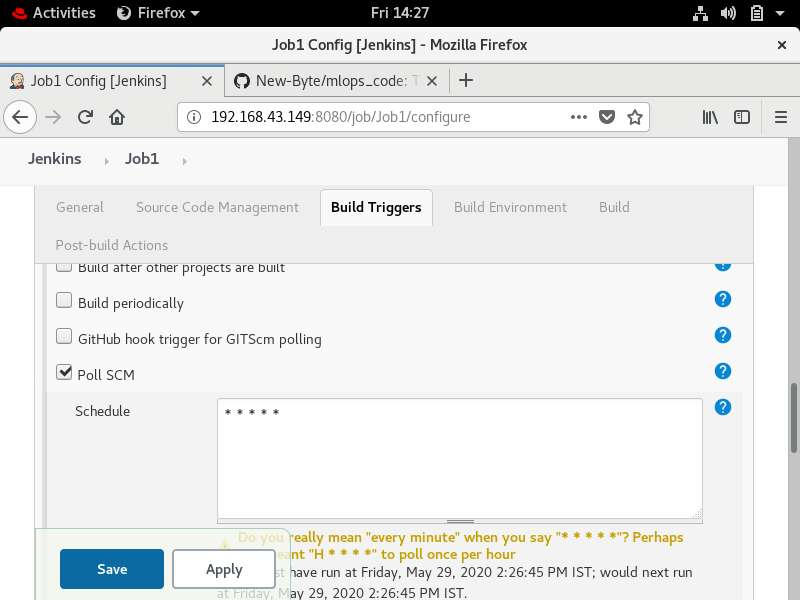 Activities Firefox Fri 14:27
Job1 Config [Jenkins] - Mozilla Firefox
Job1 Config [Jenkins] New-Byte/mlops_code: T
192.168.43.149:8080/job/Job1/configure
Jenkins Job1
General Source Code Management Build Triggers Build Environment Build
Post-build Actions
Build after other projects are built
Build periodically
GitHub hook trigger for GITScm polling
Poll SCM
Schedule * * * * *
Do you really mean "every minute" when you say "* * * * *"? Perhaps
"H * * * *" to poll once per hour
have run at Friday, May 29, 2020 2:26:45 PM IST; would next run
at Friday, May 29, 2020 2:26:45 PM IST.
Save Apply